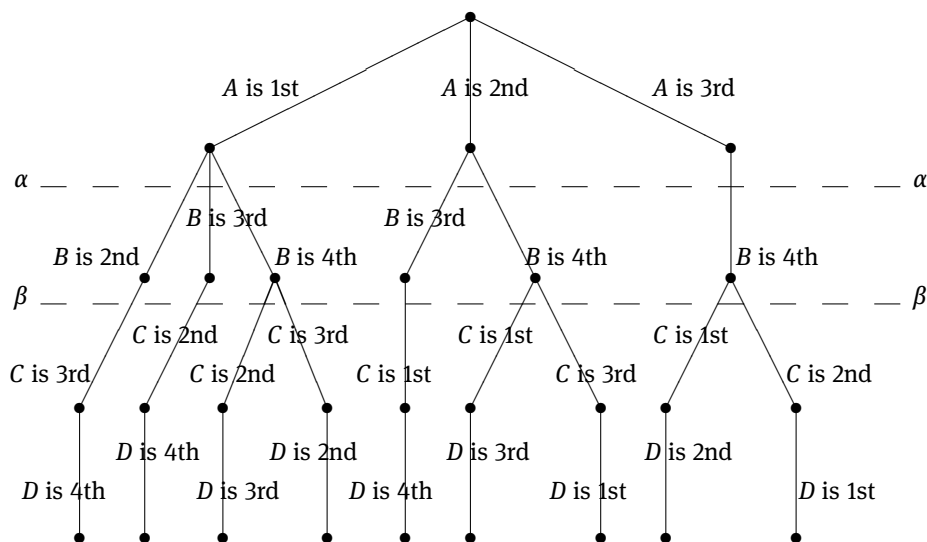 A is 1st A is 2nd A is 3rd
α α
B is 3rd B is 3rd
B is 2nd B is 4th B is 4th B is 4th
β β
C is 2nd C is 3rd C is 1st C is 1st
C is 3rd C is 2nd C is 1st C is 3rd C is 2nd
D is 4th D is 2nd D is 3rd D is 2nd
D is 4th D is 3rd D is 4th D is 1st D is 1st